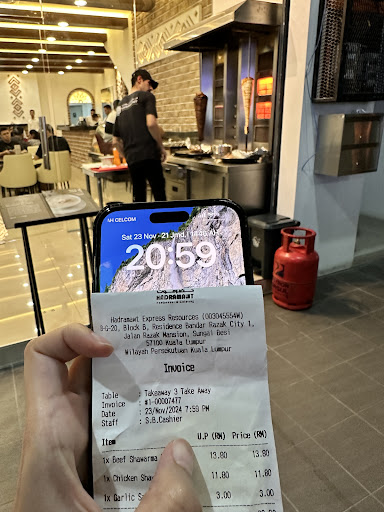 AH CELCOM
Sat 23 Nov
20:59
HADRAMAWT
Hadramawt Express Resources (003045554W)
Block B, Residence Bandar Razak City 1,
Jalan Razak Mansion, Sungai Besi
57100 Kuala Lumpur
Wilayah Persekutuan Kuala Lumpur
Invoice
Table : Takeaway 3 Take Away
Invoice : #1-00007477
Date : 23/Nov/2024 7:59 PM
Staff : S.B.Cashier
Item U.P (RM) Price (RM)
1x Beef Shawarma 13.80 13.80
1x Chicken Sha 11.80 11.80
1x Garlic 3.00 3.00